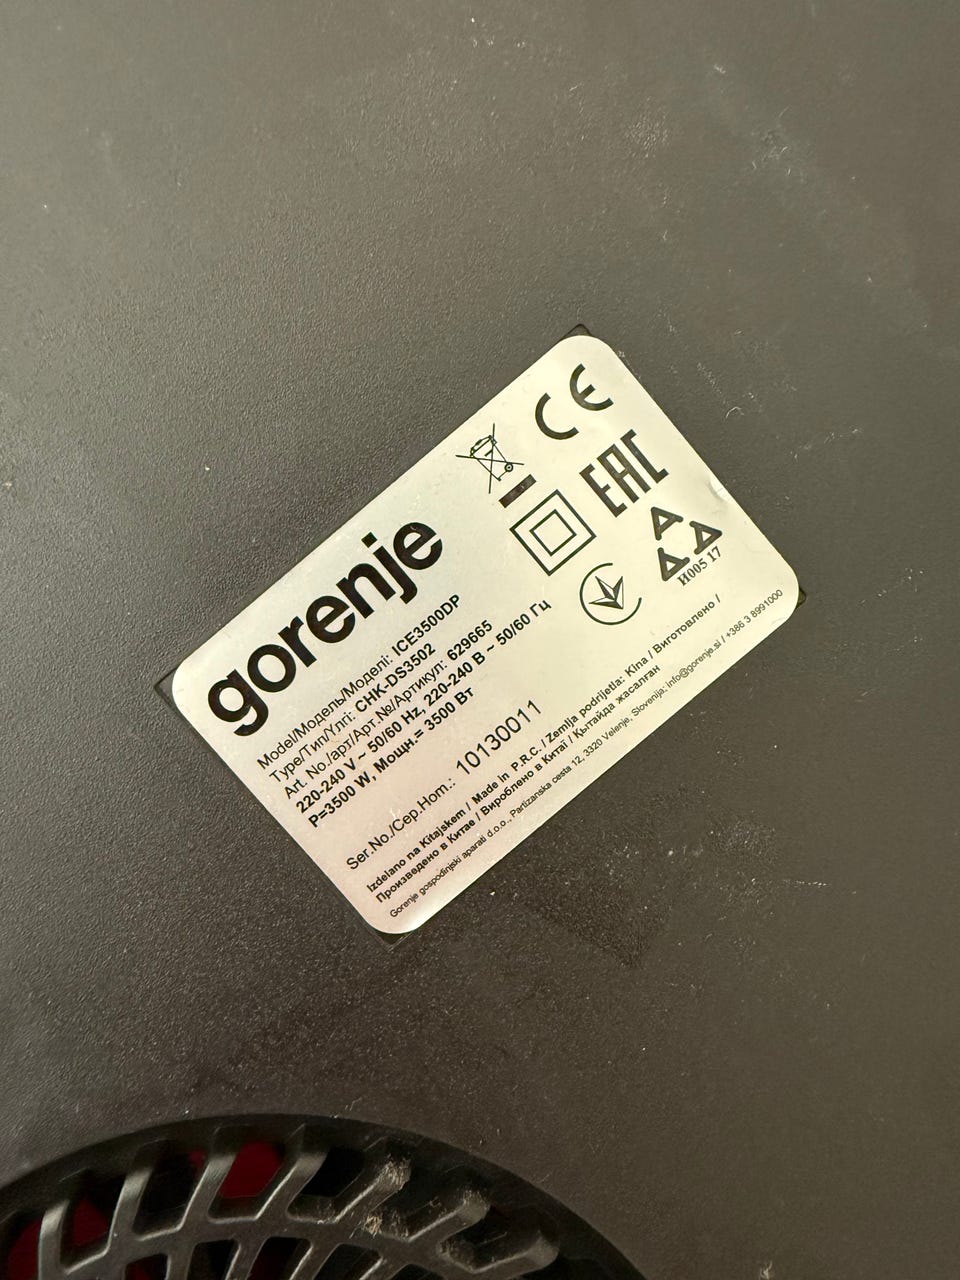 gorenje
CE
EAC
И005 17
Model/Модель/Моделі: ICE3500DP
Type/Тип/Үлгі: CHK-DS3502
Art. No./арт/Арт.№/Артикул: 629665
220-240 V ~ 50/60 Hz, 220-240 В ~ 50/60 Гц
P=3500 W, Мощн.= 3500 Вт
Ser.No./Сер.Ном.: 10130011
Izdelano na Kitajskem / Made in P.R.C. / Zemlja podrijetla: Kina / Виготовлено /
Произведено в Китае / Вироблено в Китаї / Қытайда жасалған
Gorenje gospodinjski aparati d.o.o., Partizanska cesta 12, 3320 Velenje, Slovenija; info@gorenje.si / +386 3 8991000